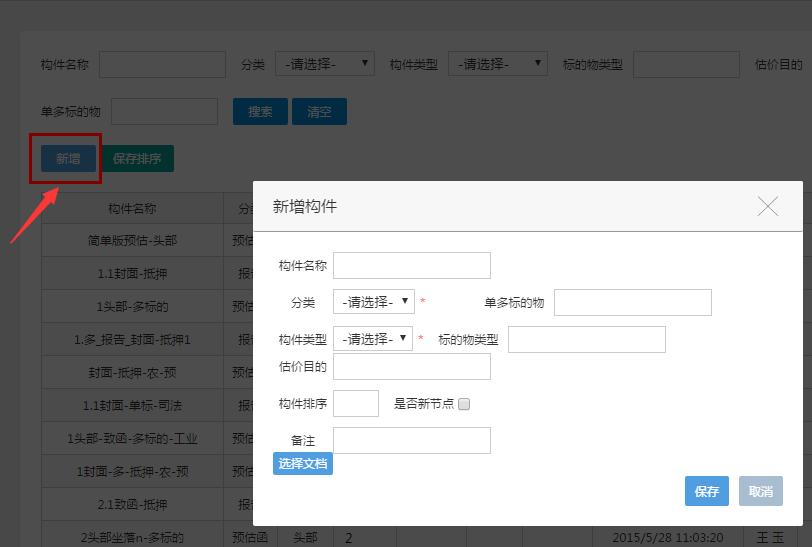 构件名称 分类 -请选择- 构件类型 -请选择- 标的物类型 估价目的
单多标的物 搜索 清空
新增 保存排序
构件名称 分
简单版预估-头部 预估
1.1封面-抵押 报
1头部-多标的 预估
1.多_报告_封面-抵押1 报
封面-抵押-农-预 预估
1.1封面-单标-司法 报
1头部-致函-多标的-工业 预估
1封面-多-抵押-农-预 预估
2.1致函-抵押 报
2头部坐落n-多标的 预估函 头部 2 2015/5/28 11:03:20 王 玉
新增构件
构件名称
分类 -请选择- * 单多标的物
构件类型 -请选择- * 标的物类型
估价目的
构件排序 是否新节点
备注
选择文档
保存 取消